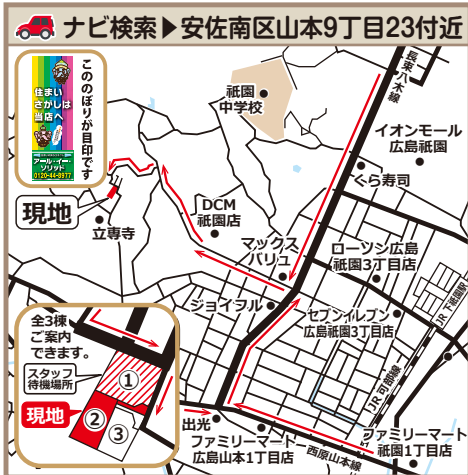 ナビ検索▶安佐南区山本9丁目23付近
こののぼりが目印です
住まい
さがしは
当店へ
アール・イー
ソリッド
0120-44-8977
現地
立専寺
祇園
中学校
長束八木線
イオンモール
広島祇園
くら寿司
DCM
祇園店
マックス
バリュ
ローソン広島
祇園3丁目店
ジョイフル
セブンイレブン
広島祇園3丁目店
JR下祇園駅
JR可部線
全3棟
ご案内
できます。
スタッフ
待機場所
①
現地
②
③
出光
ファミリーマート
広島山本1丁目店
西原山本線
ファミリーマート
祇園1丁目店